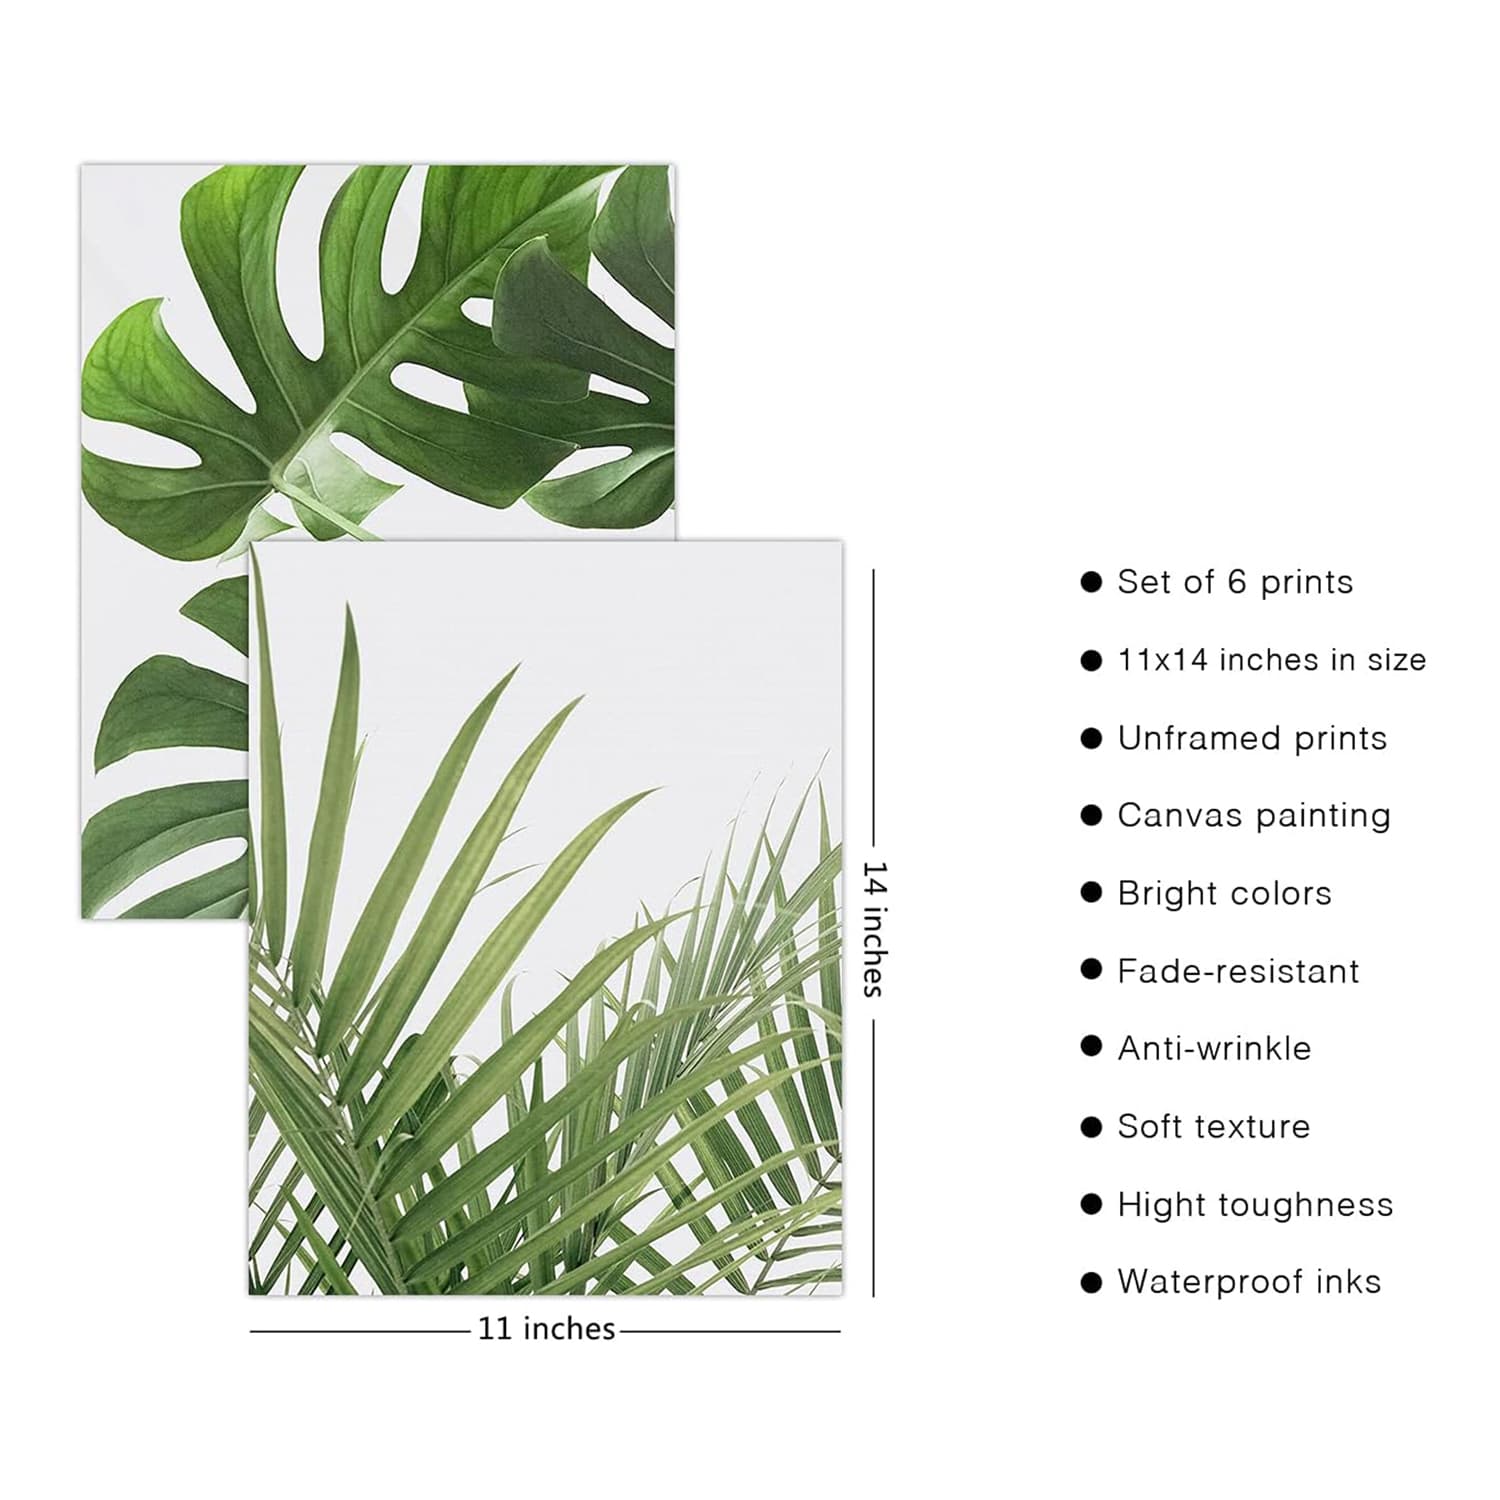 Set of 6 prints
11x14 inches in size
Unframed prints
Canvas painting
Bright colors
Fade-resistant
Anti-wrinkle
Soft texture
Hight toughness
Waterproof inks
14 inches
11 inches